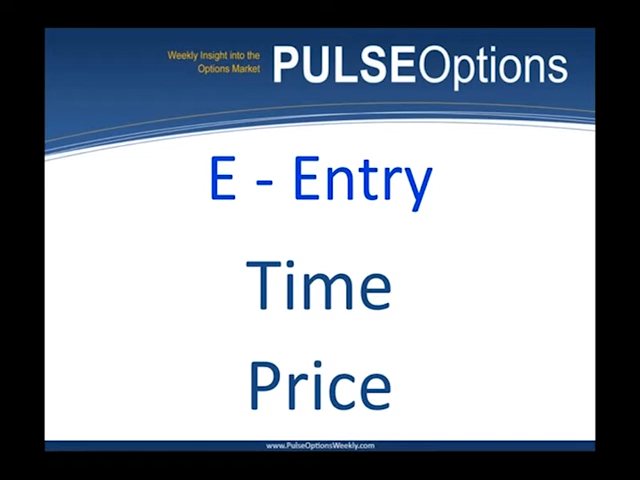 Weekly Insight into the
Options Market
PULSEOptions
E - Entry
Time
Price
www.PulseOptionsWeekly.com